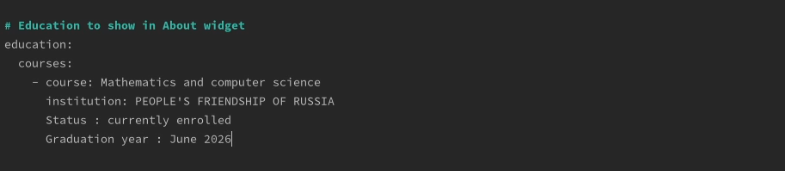 # Education to show in About widget
education:
  courses:
    - course: Mathematics and computer science
      institution: PEOPLE'S FRIENDSHIP OF RUSSIA
      Status : currently enrolled
      Graduation year : June 2026